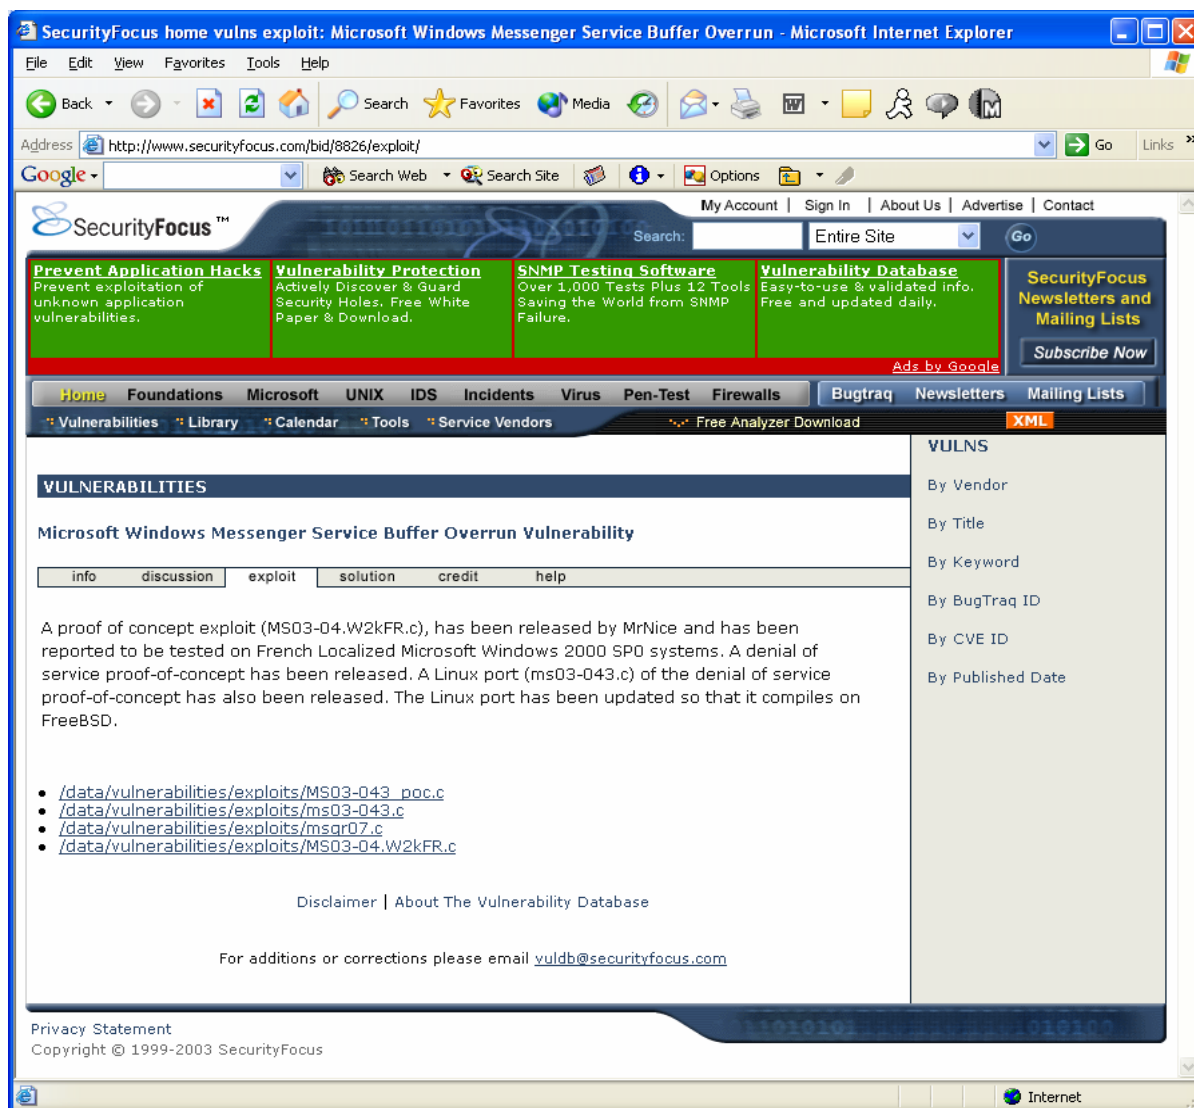 SecurityFocus home vulns exploit: Microsoft Windows Messenger Service Buffer Overrun - Microsoft Internet Explorer
File Edit View Favorites Tools Help
Back Search Favorites Media
Address http://www.securityfocus.com/bid/8826/exploit/ Go Links »
Google Search Web Search Site Options
My Account | Sign In | About Us | Advertise | Contact
SecurityFocus™ Search: Entire Site Go
Prevent Application Hacks
Prevent exploitation of
unknown application
vulnerabilities.
Vulnerability Protection
Actively Discover & Guard
Security Holes. Free White
Paper & Download.
SNMP Testing Software
Over 1,000 Tests Plus 12 Tools
Saving the World from SNMP
Failure.
Vulnerability Database
Easy-to-use & validated info.
Free and updated daily.
Ads by Google
SecurityFocus
Newsletters and
Mailing Lists
Subscribe Now
Home Foundations Microsoft UNIX IDS Incidents Virus Pen-Test Firewalls Bugtraq Newsletters Mailing Lists
Vulnerabilities Library Calendar Tools Service Vendors Free Analyzer Download XML
VULNERABILITIES
Microsoft Windows Messenger Service Buffer Overrun Vulnerability
info discussion exploit solution credit help
A proof of concept exploit (MS03-04.W2kFR.c), has been released by MrNice and has been
reported to be tested on French Localized Microsoft Windows 2000 SP0 systems. A denial of
service proof-of-concept has been released. A Linux port (ms03-043.c) of the denial of service
proof-of-concept has also been released. The Linux port has been updated so that it compiles on
FreeBSD.
/data/vulnerabilities/exploits/MS03-043_poc.c
/data/vulnerabilities/exploits/ms03-043.c
/data/vulnerabilities/exploits/msgr07.c
/data/vulnerabilities/exploits/MS03-04.W2kFR.c
Disclaimer | About The Vulnerability Database
For additions or corrections please email vuldb@securityfocus.com
VULNS
By Vendor
By Title
By Keyword
By BugTraq ID
By CVE ID
By Published Date
Privacy Statement
Copyright © 1999-2003 SecurityFocus
Internet